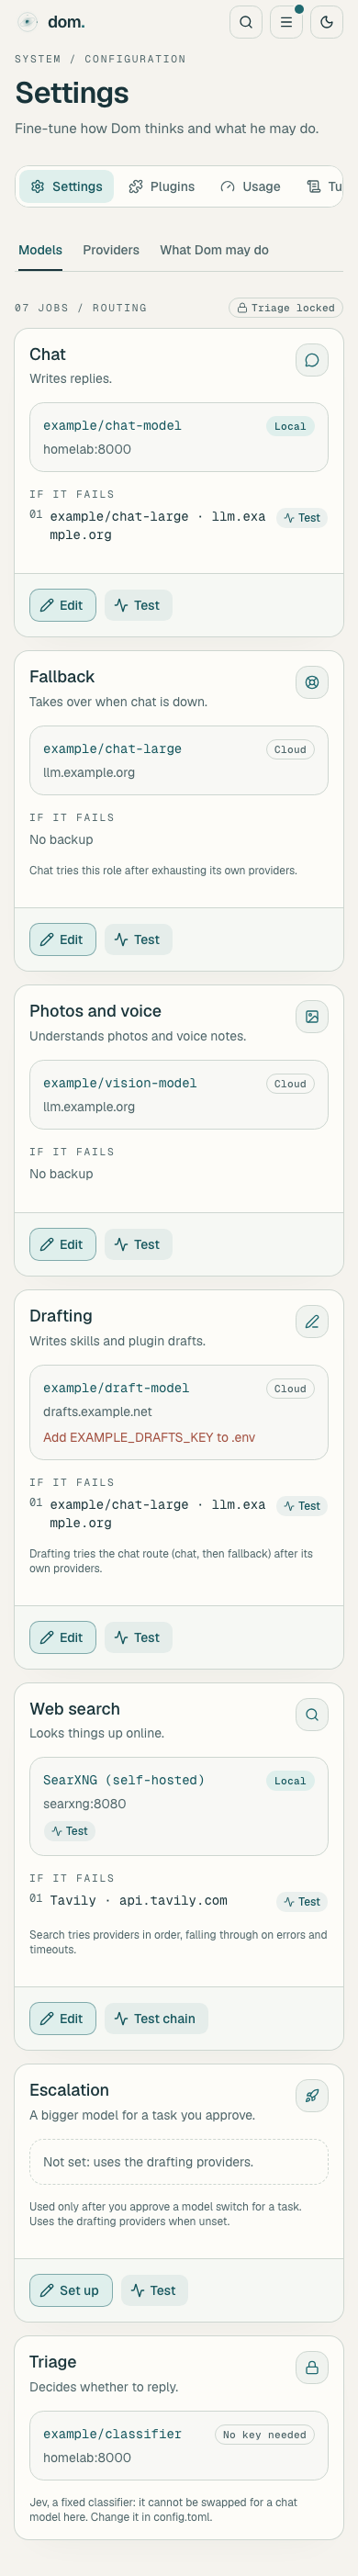 dom.
SYSTEM / CONFIGURATION
Settings
Fine-tune how Dom thinks and what he may do.
Settings Plugins Usage Tu
Models Providers What Dom may do
07 JOBS / ROUTING Triage locked
Chat
Writes replies.
example/chat-model Local
homelab:8000
IF IT FAILS
01 example/chat-large · llm.exa Test
mple.org
Edit Test
Fallback
Takes over when chat is down.
example/chat-large Cloud
llm.example.org
IF IT FAILS
No backup
Chat tries this role after exhausting its own providers.
Edit Test
Photos and voice
Understands photos and voice notes.
example/vision-model Cloud
llm.example.org
IF IT FAILS
No backup
Edit Test
Drafting
Writes skills and plugin drafts.
example/draft-model Cloud
drafts.example.net
Add EXAMPLE_DRAFTS_KEY to .env
IF IT FAILS
01 example/chat-large · llm.exa Test
mple.org
Drafting tries the chat route (chat, then fallback) after its
own providers.
Edit Test
Web search
Looks things up online.
SearXNG (self-hosted) Local
searxng:8080
Test
IF IT FAILS
01 Tavily · api.tavily.com Test
Search tries providers in order, falling through on errors and
timeouts.
Edit Test chain
Escalation
A bigger model for a task you approve.
Not set: uses the drafting providers.
Used only after you approve a model switch for a task.
Uses the drafting providers when unset.
Set up Test
Triage
Decides whether to reply.
example/classifier No key needed
homelab:8000
Jev, a fixed classifier: it cannot be swapped for a chat
model here. Change it in config.toml.